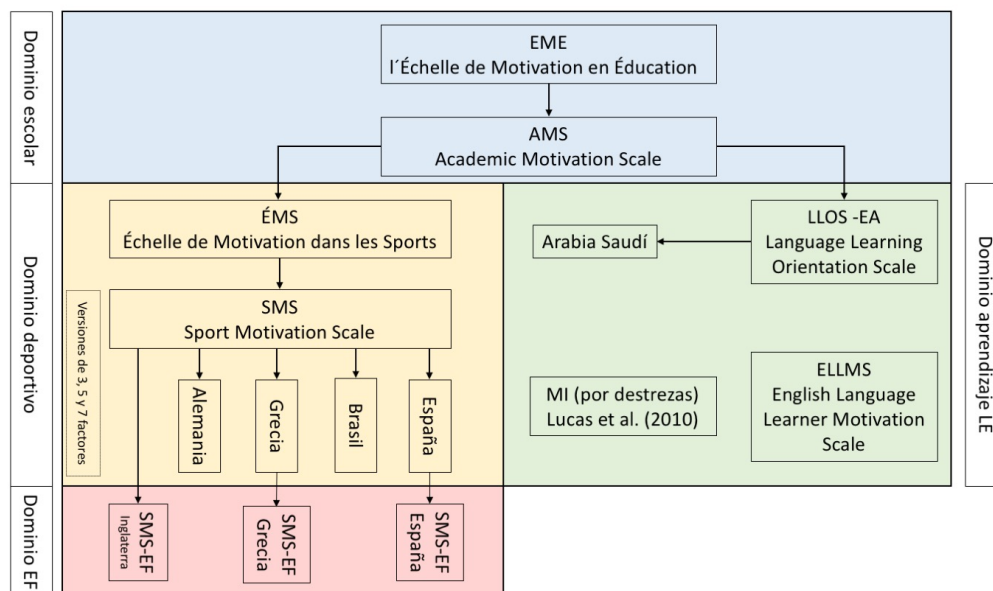 Dominio escolar
EME
l´Échelle de Motivation en Éducation
AMS
Academic Motivation Scale
Dominio deportivo
Versiones de 3, 5 y 7 factores
ÉMS
Échelle de Motivation dans les Sports
SMS
Sport Motivation Scale
Alemania
Grecia
Brasil
España
Arabia Saudí
LLOS -EA
Language Learning
Orientation Scale
MI (por destrezas)
Lucas et al. (2010)
ELLMS
English Language
Learner Motivation
Scale
Dominio aprendizaje LE
Dominio EF
SMS-EF
Inglaterra
SMS-EF
Grecia
SMS-EF
España